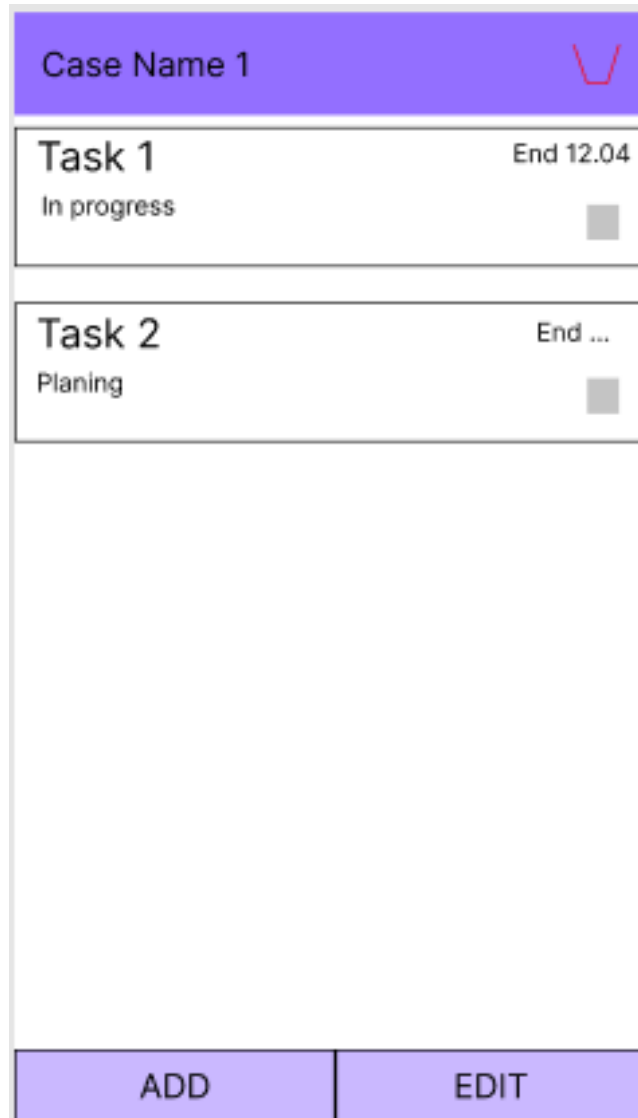 Case Name 1
Task 1
End 12.04
In progress
Task 2
End ...
Planing
ADD
EDIT